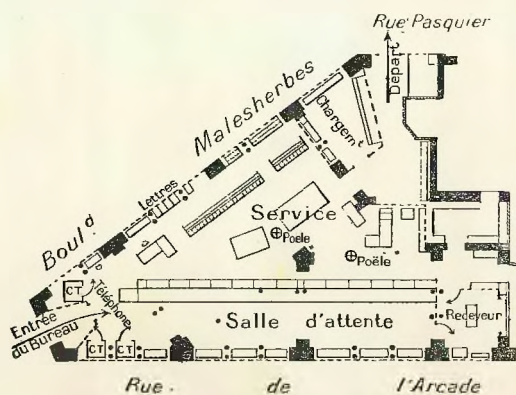 Rue Pasquier
Départ
Boul.d Malesherbes
Chargem.t
Lettres
Service
Poêle
Poêle
CT
Téléphone
Entrée
du Bureau
Salle d'attente
Receveur
CT
CT
Rue de l'Arcade